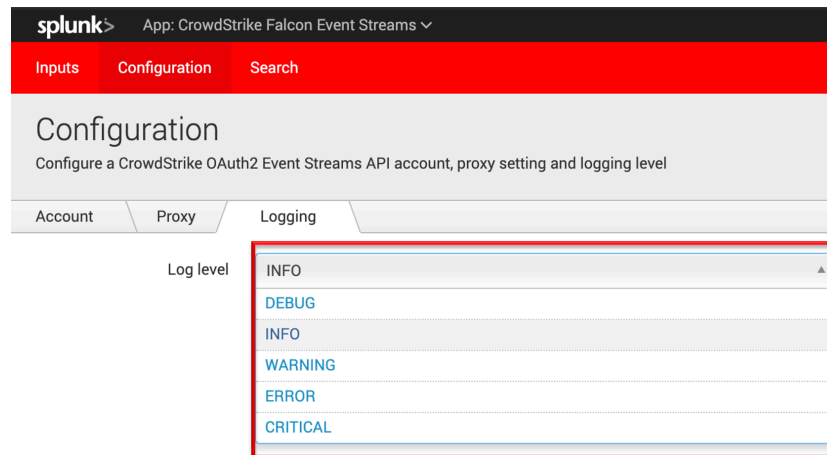 splunk> App: CrowdStrike Falcon Event Streams
Inputs Configuration Search
Configuration
Configure a CrowdStrike OAuth2 Event Streams API account, proxy setting and logging level
Account Proxy Logging
Log level INFO
DEBUG
INFO
WARNING
ERROR
CRITICAL